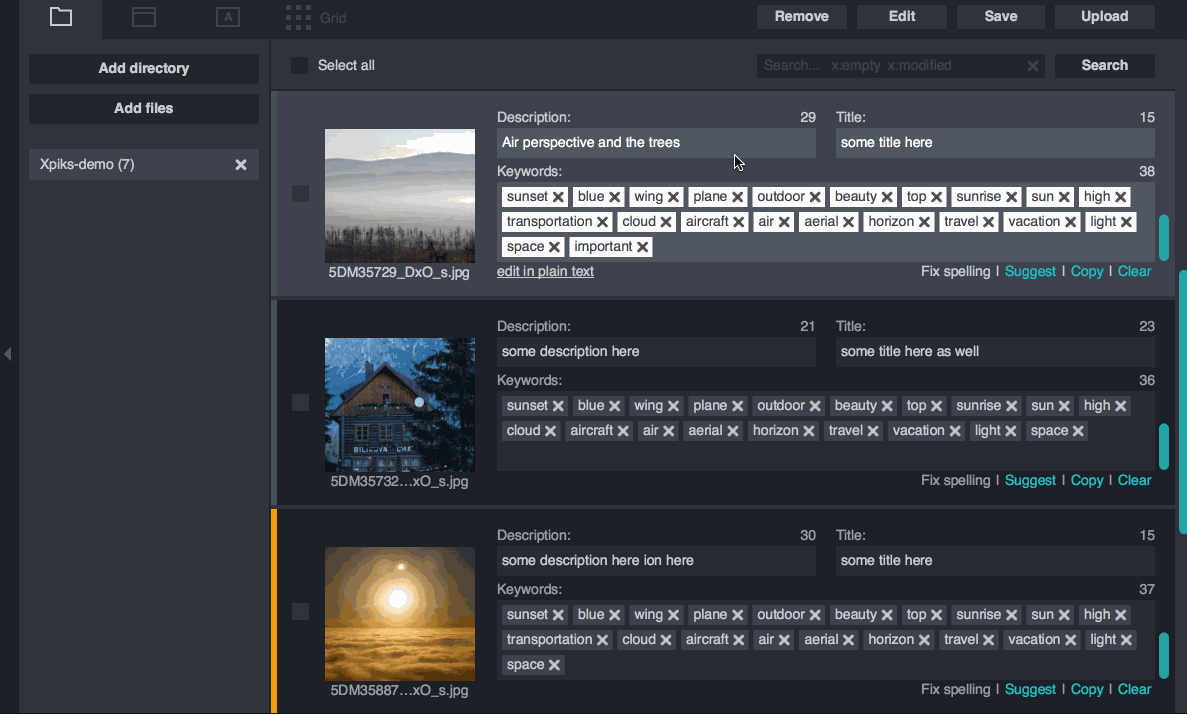 A Grid Remove Edit Save Upload
Add directory
Add files
Xpiks-demo (7)
Select all Search... x:empty x:modified Search
Description: 29 Title: 15
Air perspective and the trees some title here
Keywords: 38
sunset blue wing plane outdoor beauty top sunrise sun high
transportation cloud aircraft air aerial horizon travel vacation light
space important
5DM35729_DxO_s.jpg edit in plain text Fix spelling | Suggest | Copy | Clear
Description: 21 Title: 23
some description here some title here as well
Keywords: 36
sunset blue wing plane outdoor beauty top sunrise sun high
cloud aircraft air aerial horizon travel vacation light space
5DM35732...xO_s.jpg Fix spelling | Suggest | Copy | Clear
Description: 30 Title: 15
some description here ion here some title here
Keywords: 37
sunset blue wing plane outdoor beauty top sunrise sun high
transportation cloud aircraft air aerial horizon travel vacation light
space
5DM35887...xO_s.jpg Fix spelling | Suggest | Copy | Clear